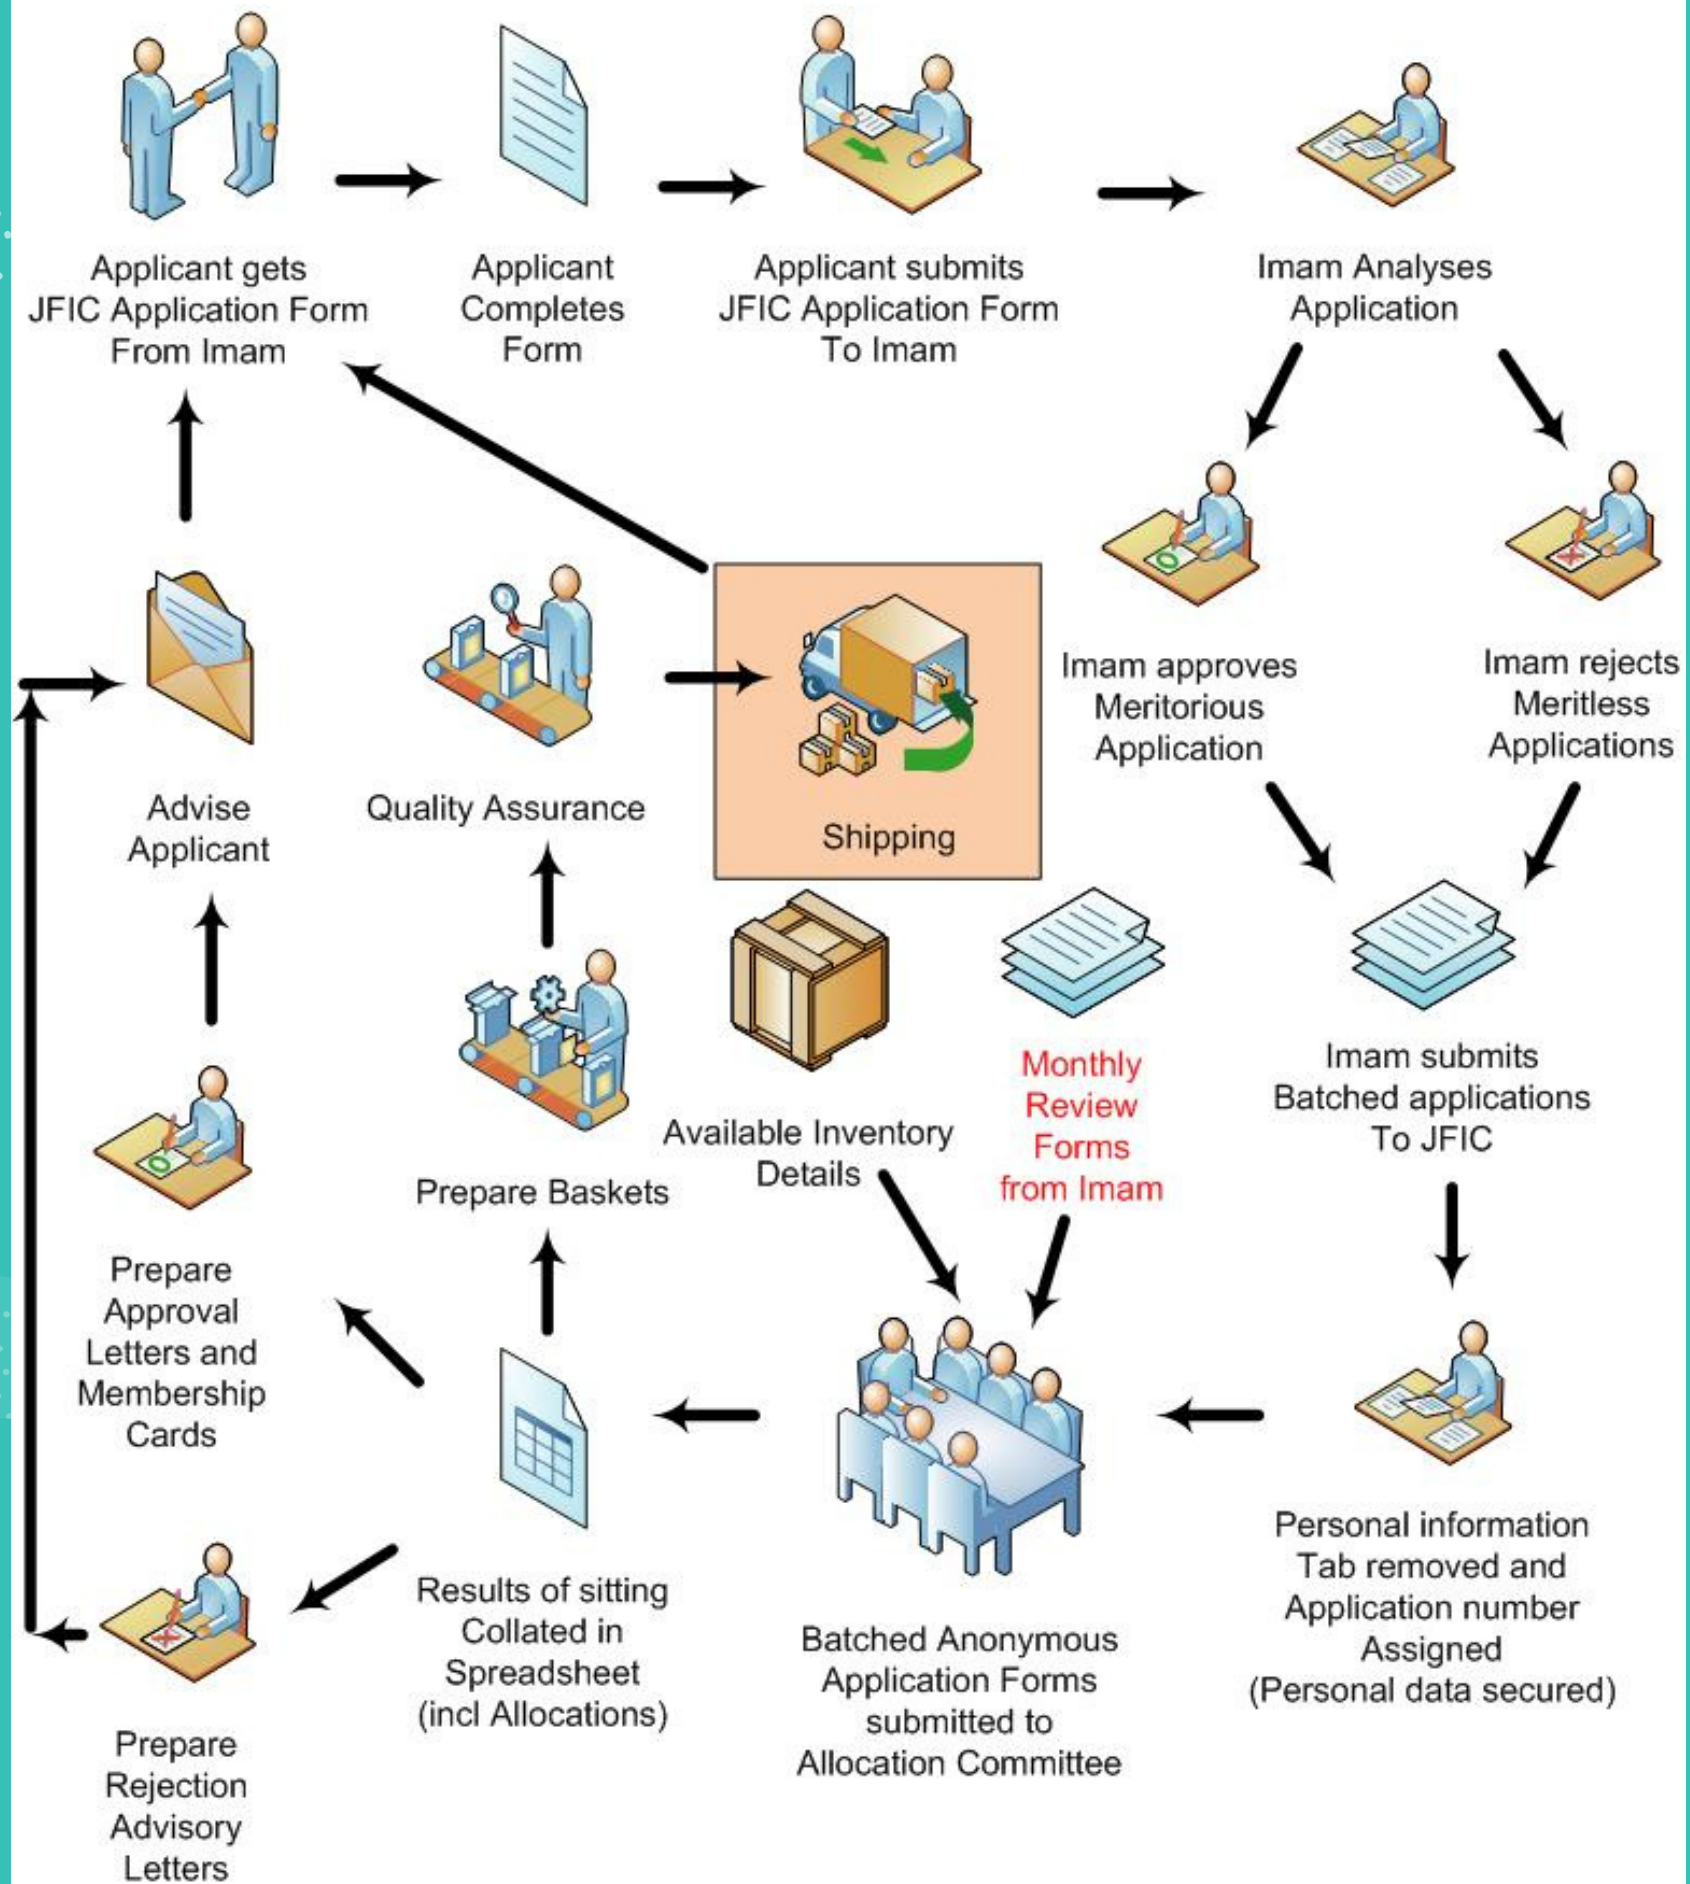 Applicant gets
JFIC Application Form
From Imam
Applicant
Completes
Form
Applicant submits
JFIC Application Form
To Imam
Imam Analyses
Application
Imam approves
Meritorious
Application
Imam rejects
Meritless
Applications
Advise
Applicant
Quality Assurance
Shipping
Available Inventory
Details
Monthly
Review
Forms
from Imam
Imam submits
Batched applications
To JFIC
Prepare Baskets
Prepare
Approval
Letters and
Membership
Cards
Results of sitting
Collated in
Spreadsheet
(incl Allocations)
Batched Anonymous
Application Forms
submitted to
Allocation Committee
Personal information
Tab removed and
Application number
Assigned
(Personal data secured)
Prepare
Rejection
Advisory
Letters